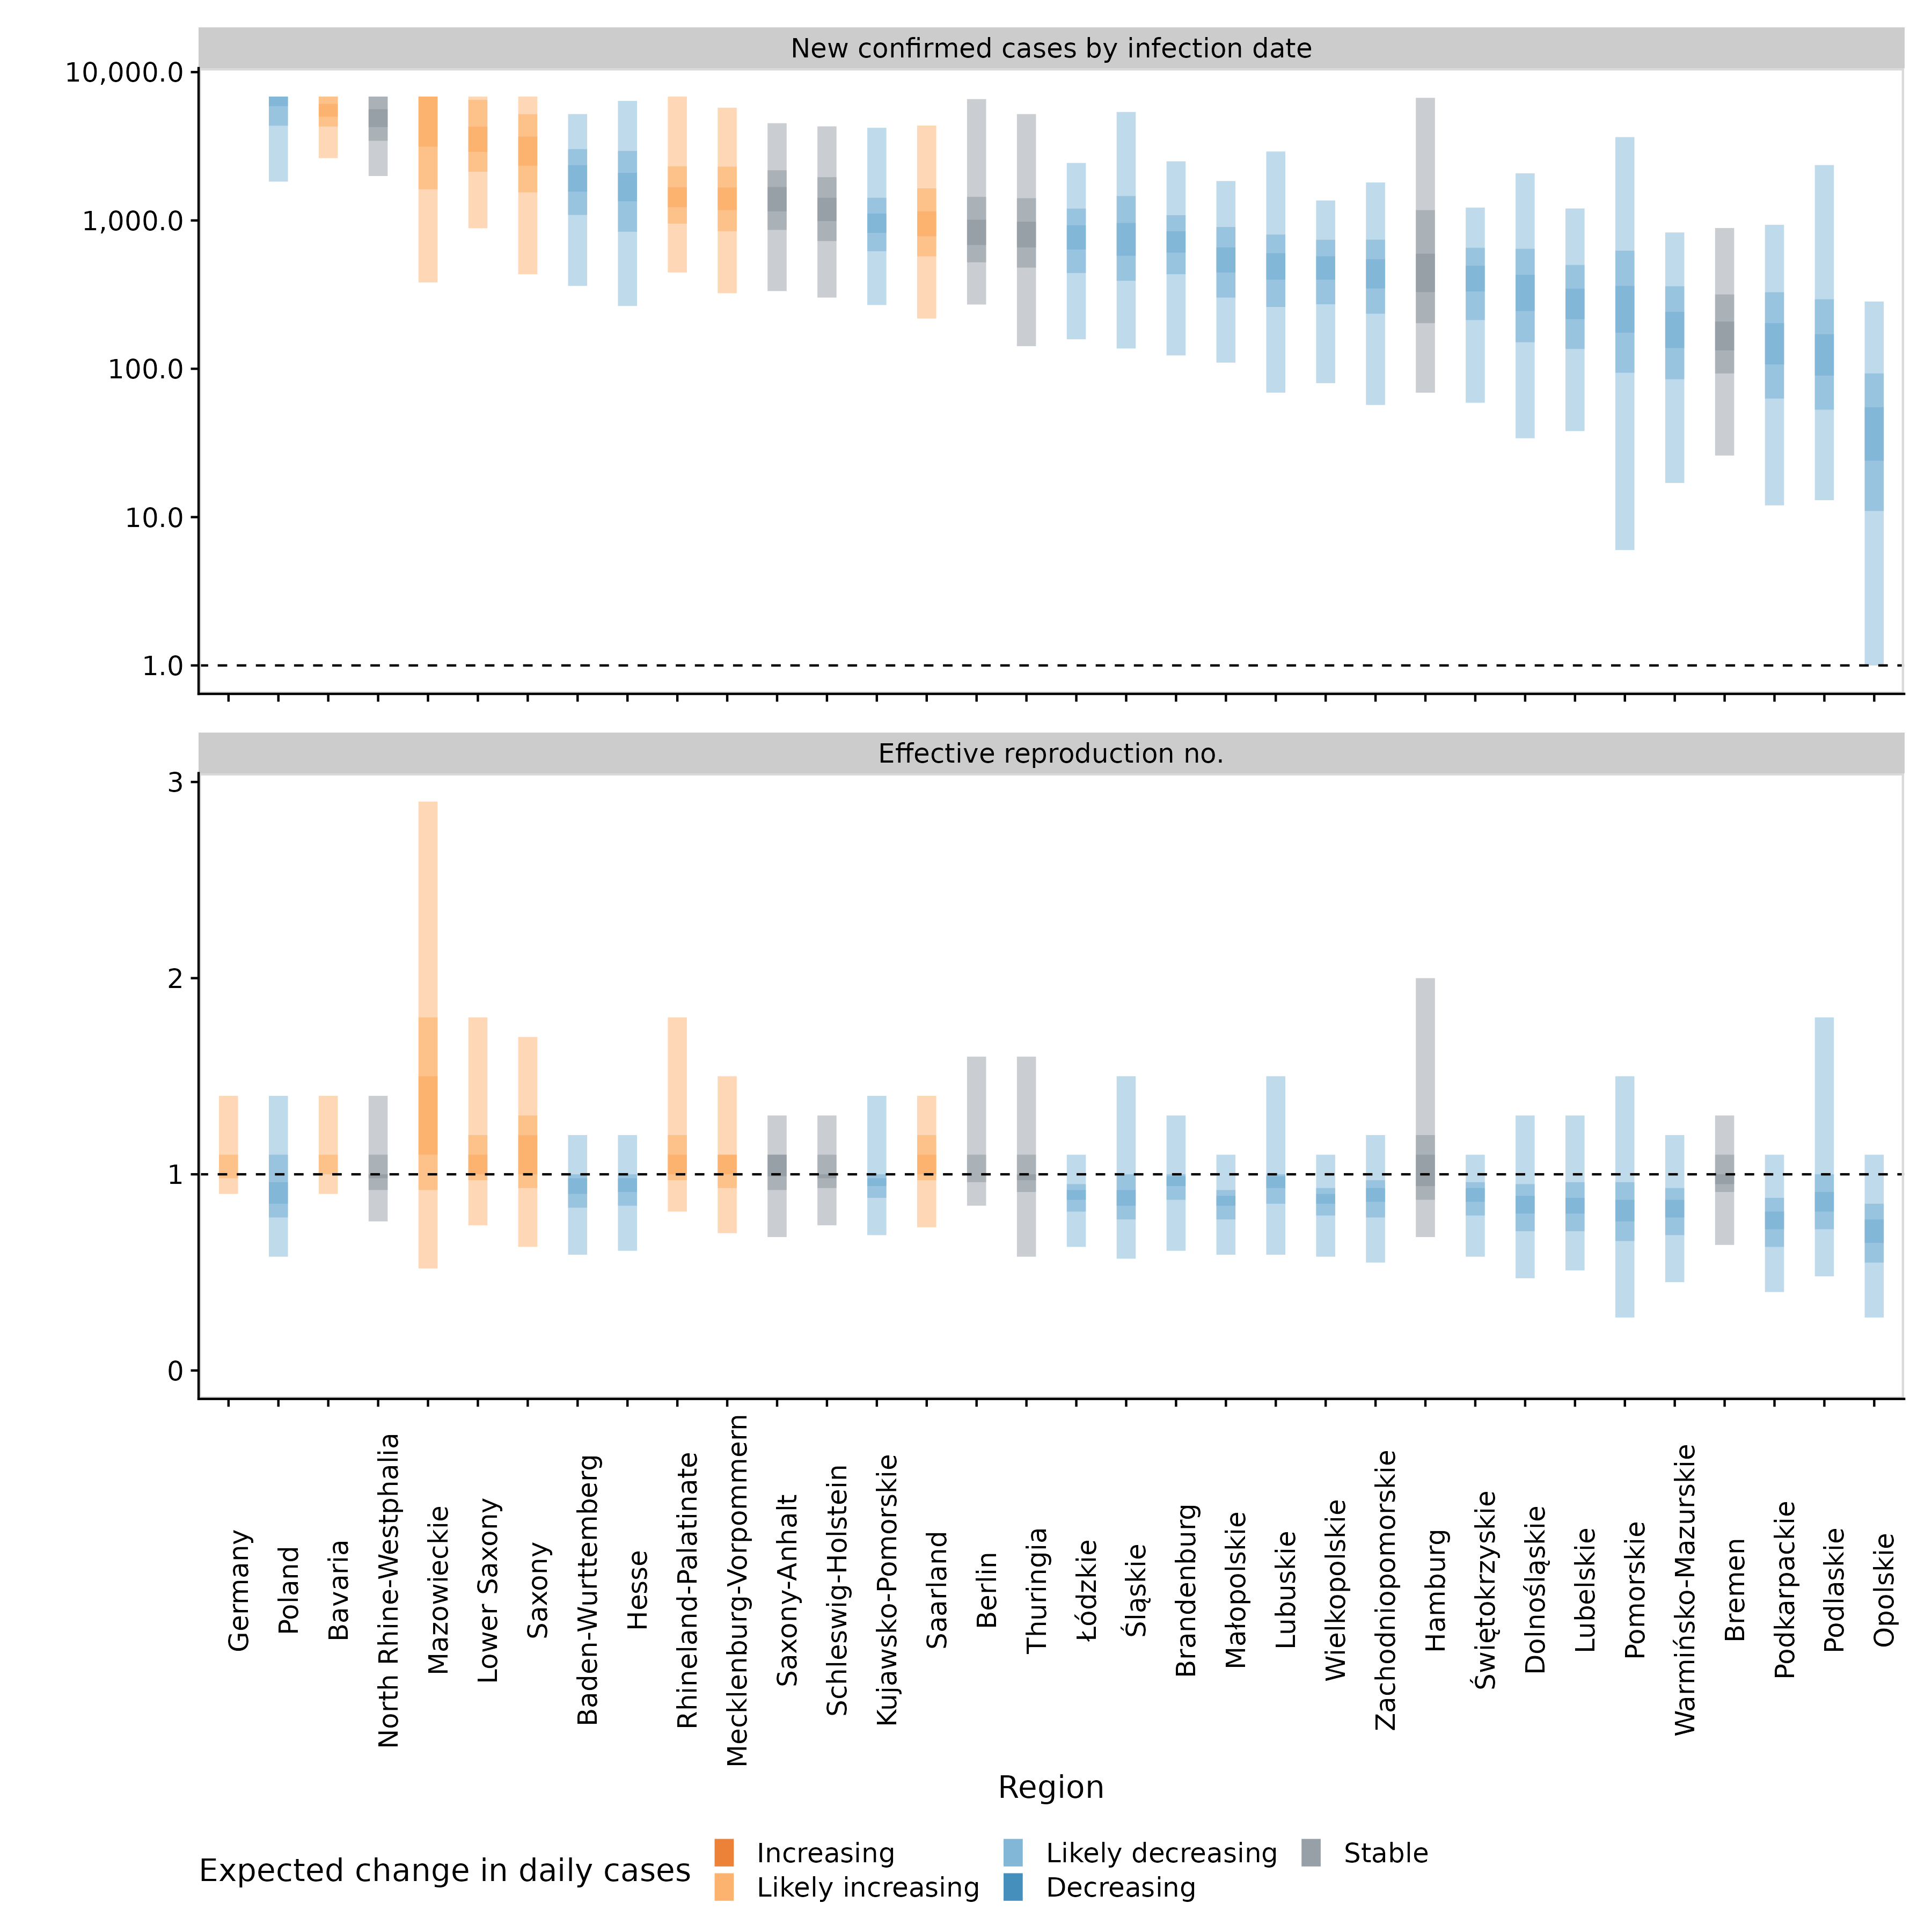 New confirmed cases by infection date
10,000.0
1,000.0
100.0
10.0
1.0
Effective reproduction no.
3
2
1
0
Germany
Poland
Bavaria
North Rhine-Westphalia
Mazowieckie
Lower Saxony
Saxony
Baden-Wurttemberg
Hesse
Rhineland-Palatinate
Mecklenburg-Vorpommern
Saxony-Anhalt
Schleswig-Holstein
Kujawsko-Pomorskie
Saarland
Berlin
Thuringia
Łódzkie
Śląskie
Brandenburg
Małopolskie
Lubuskie
Wielkopolskie
Zachodniopomorskie
Hamburg
Świętokrzyskie
Dolnośląskie
Lubelskie
Pomorskie
Warmińsko-Mazurskie
Bremen
Podkarpackie
Podlaskie
Opolskie
Region
Expected change in daily cases
Increasing
Likely increasing
Likely decreasing
Decreasing
Stable